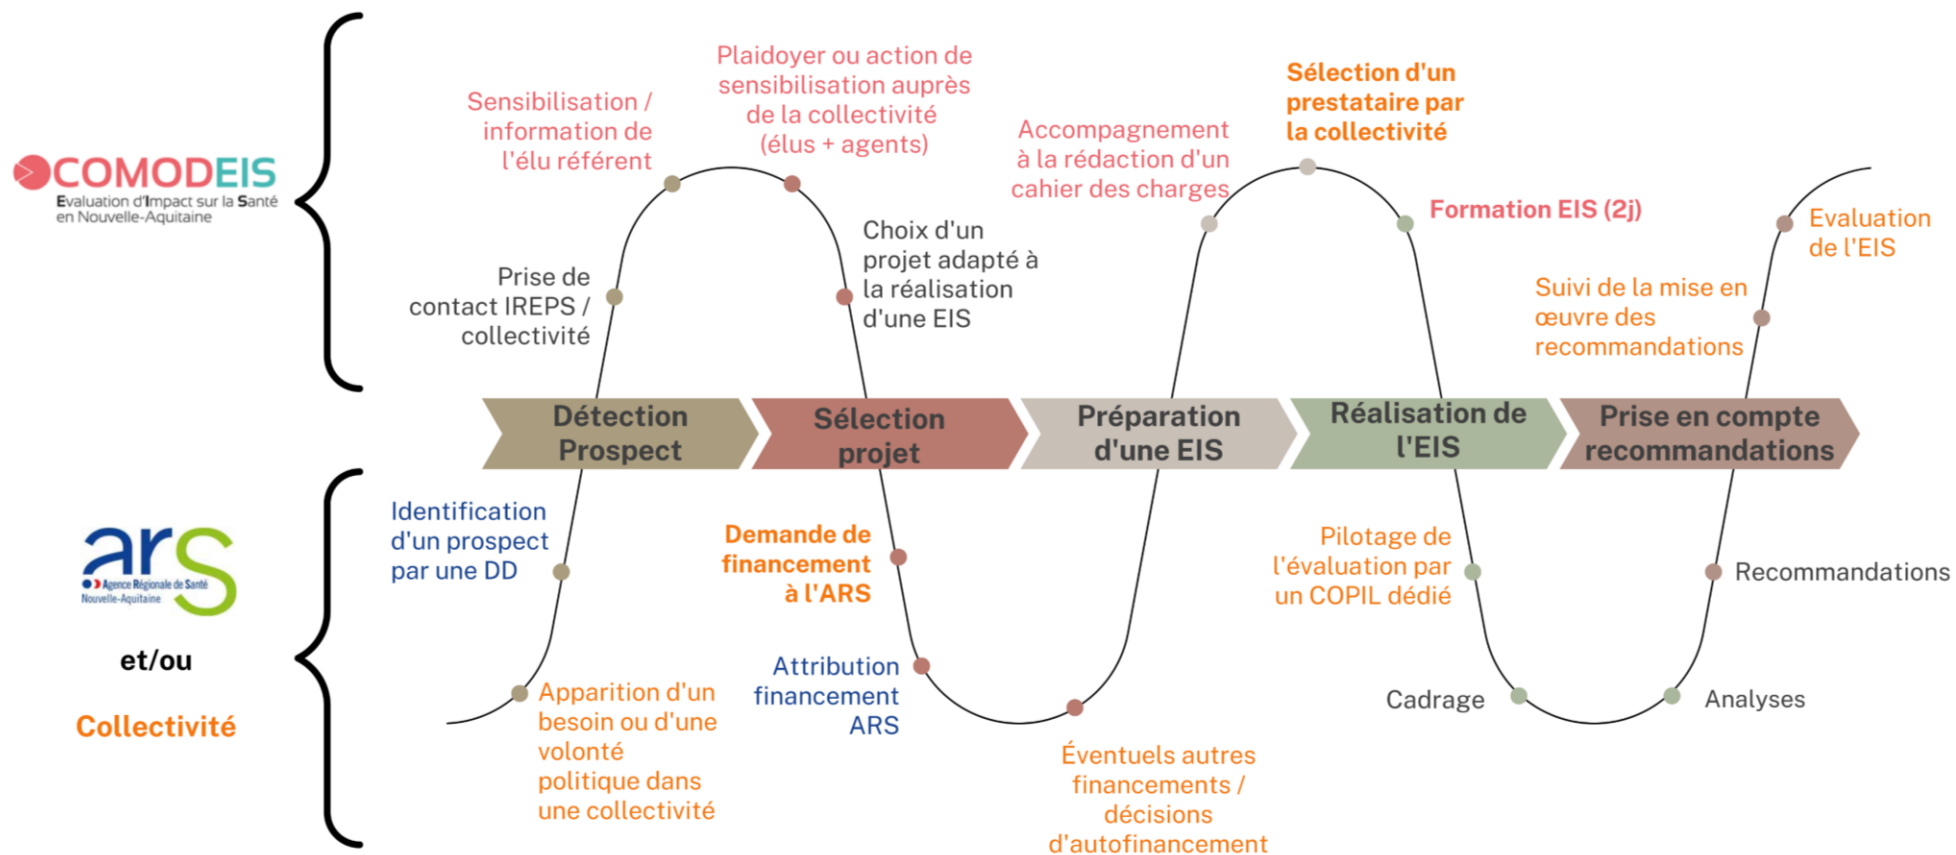 COMODEIS
Evaluation d'Impact sur la Santé
en Nouvelle-Aquitaine
Sensibilisation /
information de
l'élu référent
Plaidoyer ou action de
sensibilisation auprès
de la collectivité
(élus + agents)
Accompagnement
à la rédaction d'un
cahier des charges
Sélection d'un
prestataire par
la collectivité
Formation EIS (2j)
Evaluation
de l'EIS
Prise de
contact IREPS /
collectivité
Choix d'un
projet adapté à
la réalisation
d'une EIS
Suivi de la mise en
œuvre des
recommandations
Détection
Prospect
Sélection
projet
Préparation
d'une EIS
Réalisation de
l'EIS
Prise en compte
recommandations
ars
Agence Régionale de Santé
Nouvelle-Aquitaine
et/ou
Collectivité
Identification
d'un prospect
par une DD
Apparition d'un
besoin ou d'une
volonté
politique dans
une collectivité
Demande de
financement
à l'ARS
Attribution
financement
ARS
Éventuels autres
financements /
décisions
d'autofinancement
Pilotage de
l'évaluation par
un COPIL dédié
Cadrage
Analyses
Recommandations